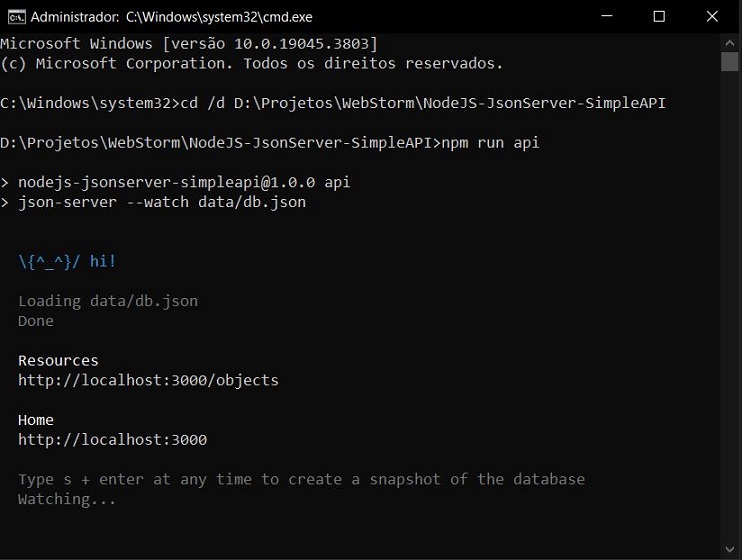 Administrador: C:\Windows\system32\cmd.exe
Microsoft Windows [versão 10.0.19045.3803]
(c) Microsoft Corporation. Todos os direitos reservados.
C:\Windows\system32>cd /d D:\Projetos\WebStorm\NodeJS-JsonServer-SimpleAPI
D:\Projetos\WebStorm\NodeJS-JsonServer-SimpleAPI>npm run api
> nodejs-jsonserver-simpleapi@1.0.0 api
> json-server --watch data/db.json
\{^_^}/ hi!
Loading data/db.json
Done
Resources
http://localhost:3000/objects
Home
http://localhost:3000
Type s + enter at any time to create a snapshot of the database
Watching...